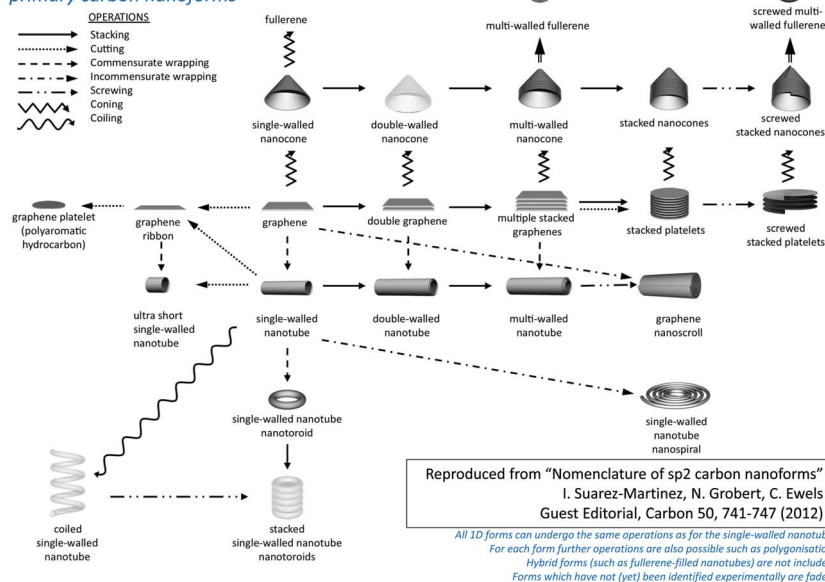 primary carbon nanoforms
OPERATIONS
Stacking
Cutting
Commensurate wrapping
Incommensurate wrapping
Screwing
Coning
Coiling
fullerene
multi-walled fullerene
screwed multi-
walled fullerene
single-walled
nanocone
double-walled
nanocone
multi-walled
nanocone
stacked nanocones
screwed
stacked nanocones
graphene platelet
(polyaromatic
hydrocarbon)
graphene
ribbon
graphene
double graphene
multiple stacked
graphenes
stacked platelets
screwed
stacked platelets
ultra short
single-walled
nanotube
single-walled
nanotube
double-walled
nanotube
multi-walled
nanotube
graphene
nanoscroll
single-walled nanotube
nanotoroid
single-walled
nanotube
nanospiral
coiled
single-walled
nanotube
stacked
single-walled nanotube
nanotoroids
Reproduced from “Nomenclature of sp2 carbon nanoforms”
I. Suarez-Martinez, N. Grobert, C. Ewels
Guest Editorial, Carbon 50, 741-747 (2012)
All 1D forms can undergo the same operations as for the single-walled nanotub
For each form further operations are also possible such as polygonisatio
Hybrid forms (such as fullerene-filled nanotubes) are not include
Forms which have not (yet) been identified experimentally are fade